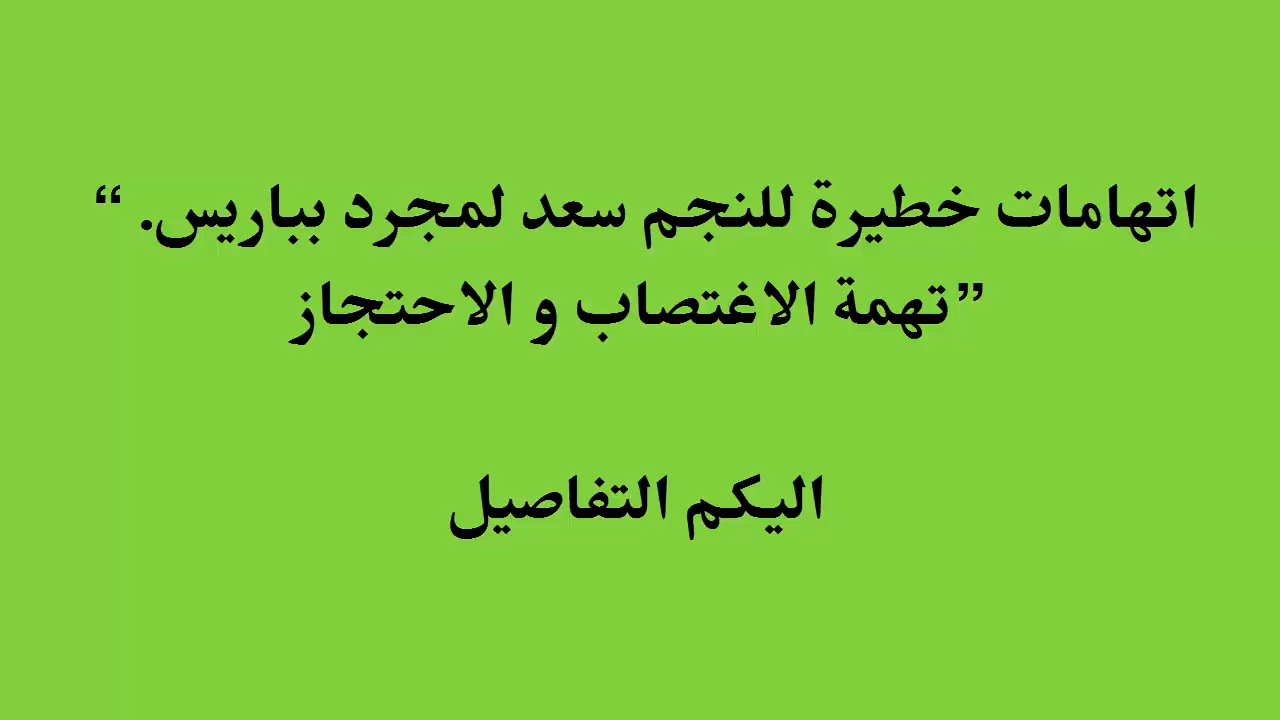 اتهامات خطيرة للنجم سعد لمجرد بباريس. “
”تهمة الاغتصاب و الاحتجاز
اليكم التفاصيل